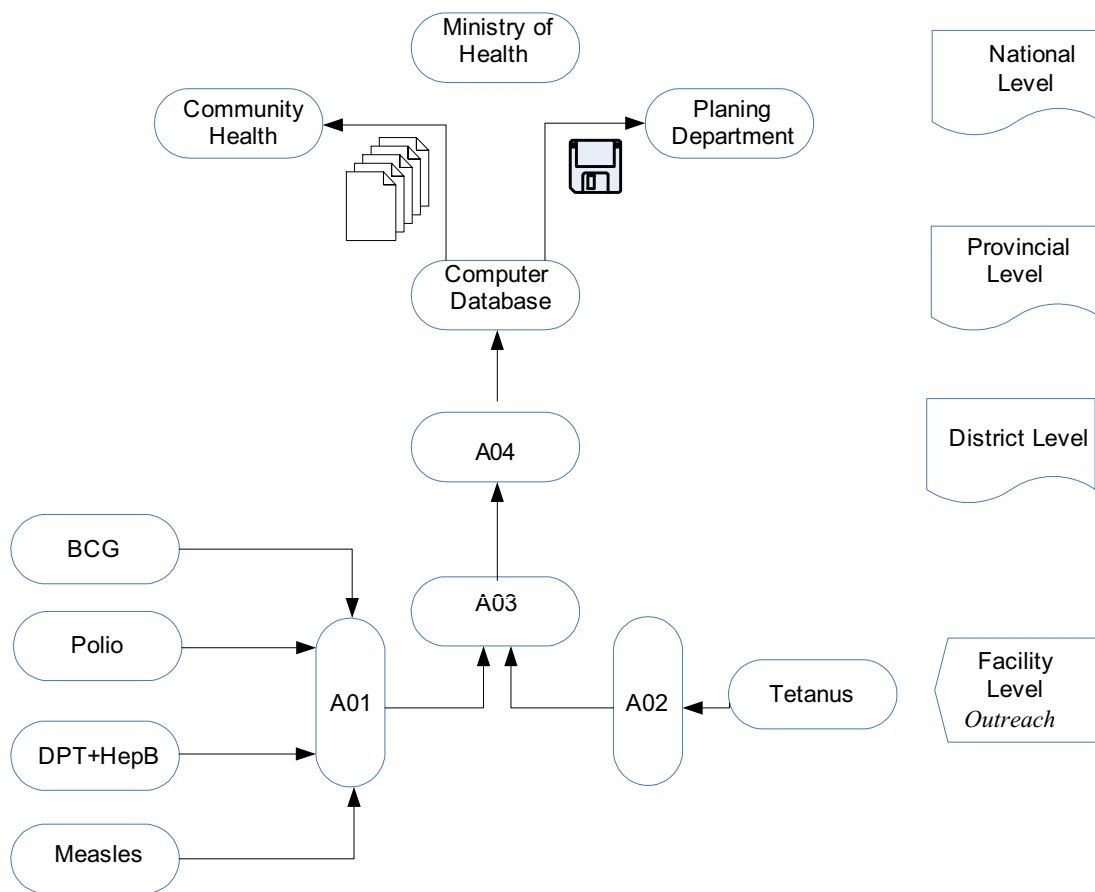 Ministry of
Health
National
Level
Community
Health
Planing
Department
Provincial
Level
Computer
Database
District Level
A04
BCG
A03
Polio
Facility
Level
Outreach
A01
A02
Tetanus
DPT+HepB
Measles